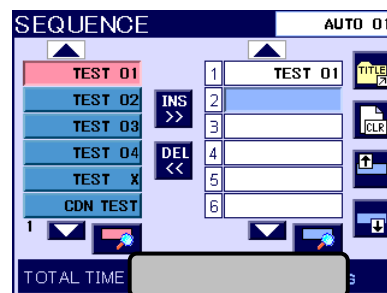 SEQUENCE AUTO 01
TEST 01
TEST 02
TEST 03
TEST 04
TEST X
CDN TEST
1
INS >>
DEL <<
1 TEST 01
2
3
4
5
6
TITLE
CLR
TOTAL TIME